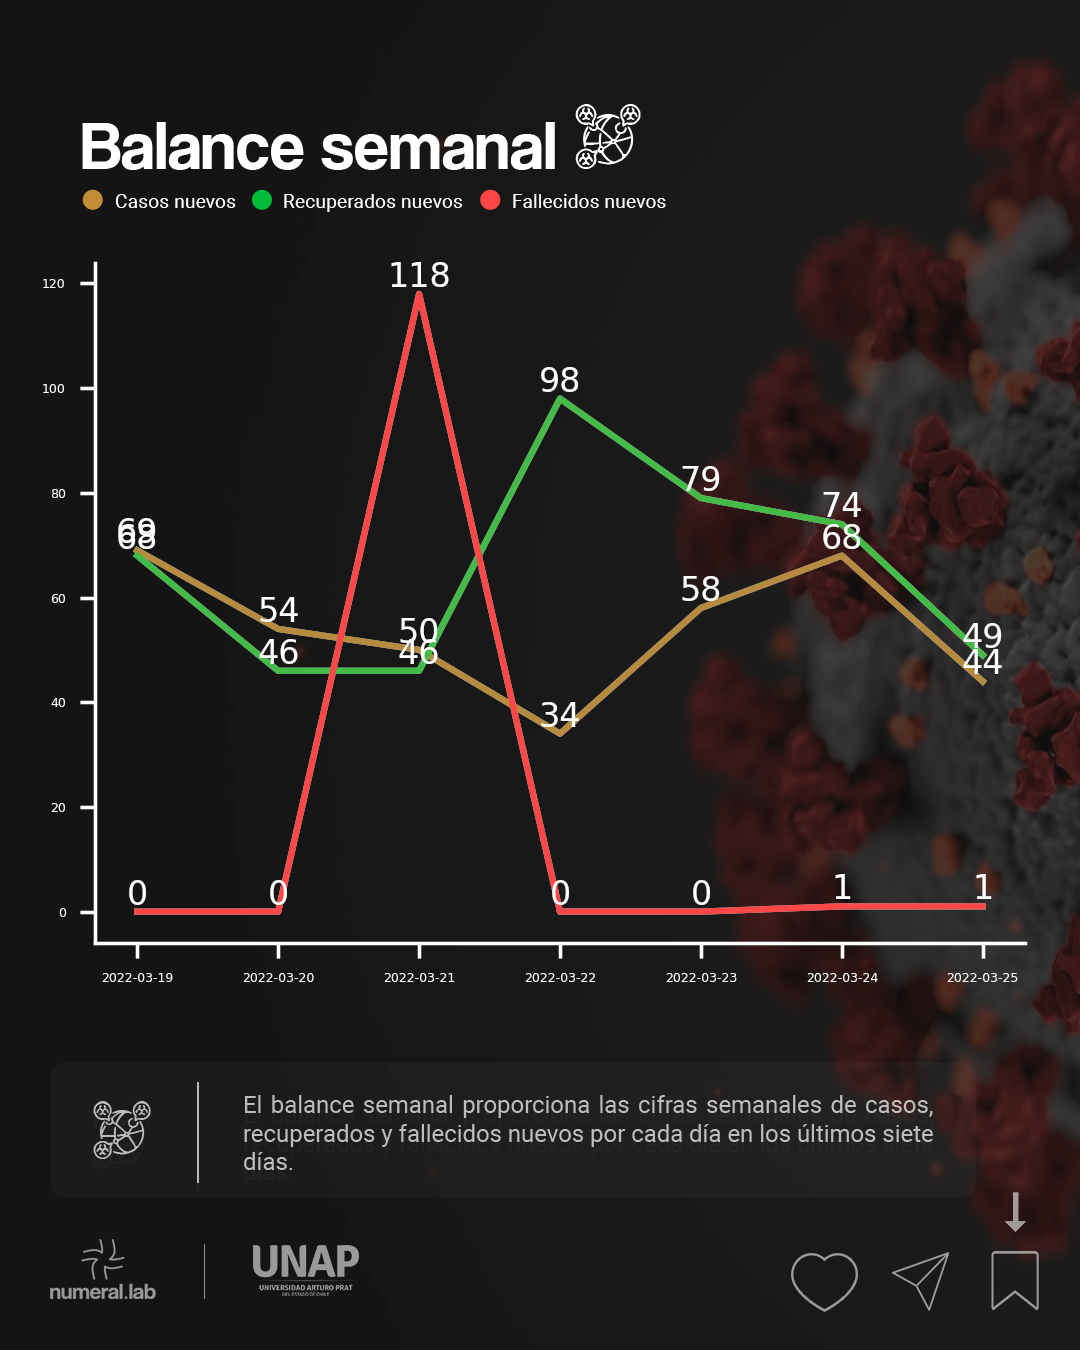 Balance semanal
Casos nuevos Recuperados nuevos Fallecidos nuevos
120
100
80
60
40
20
0
118
98
79
74
69
68
68
58
54
50
49
46
46
44
34
0
0
0
0
1
1
2022-03-19 2022-03-20 2022-03-21 2022-03-22 2022-03-23 2022-03-24 2022-03-25
El balance semanal proporciona las cifras semanales de casos,
recuperados y fallecidos nuevos por cada día en los últimos siete
días.
numeral.lab
UNAP
UNIVERSIDAD ARTURO PRAT
DEL ESTADO DE CHILE